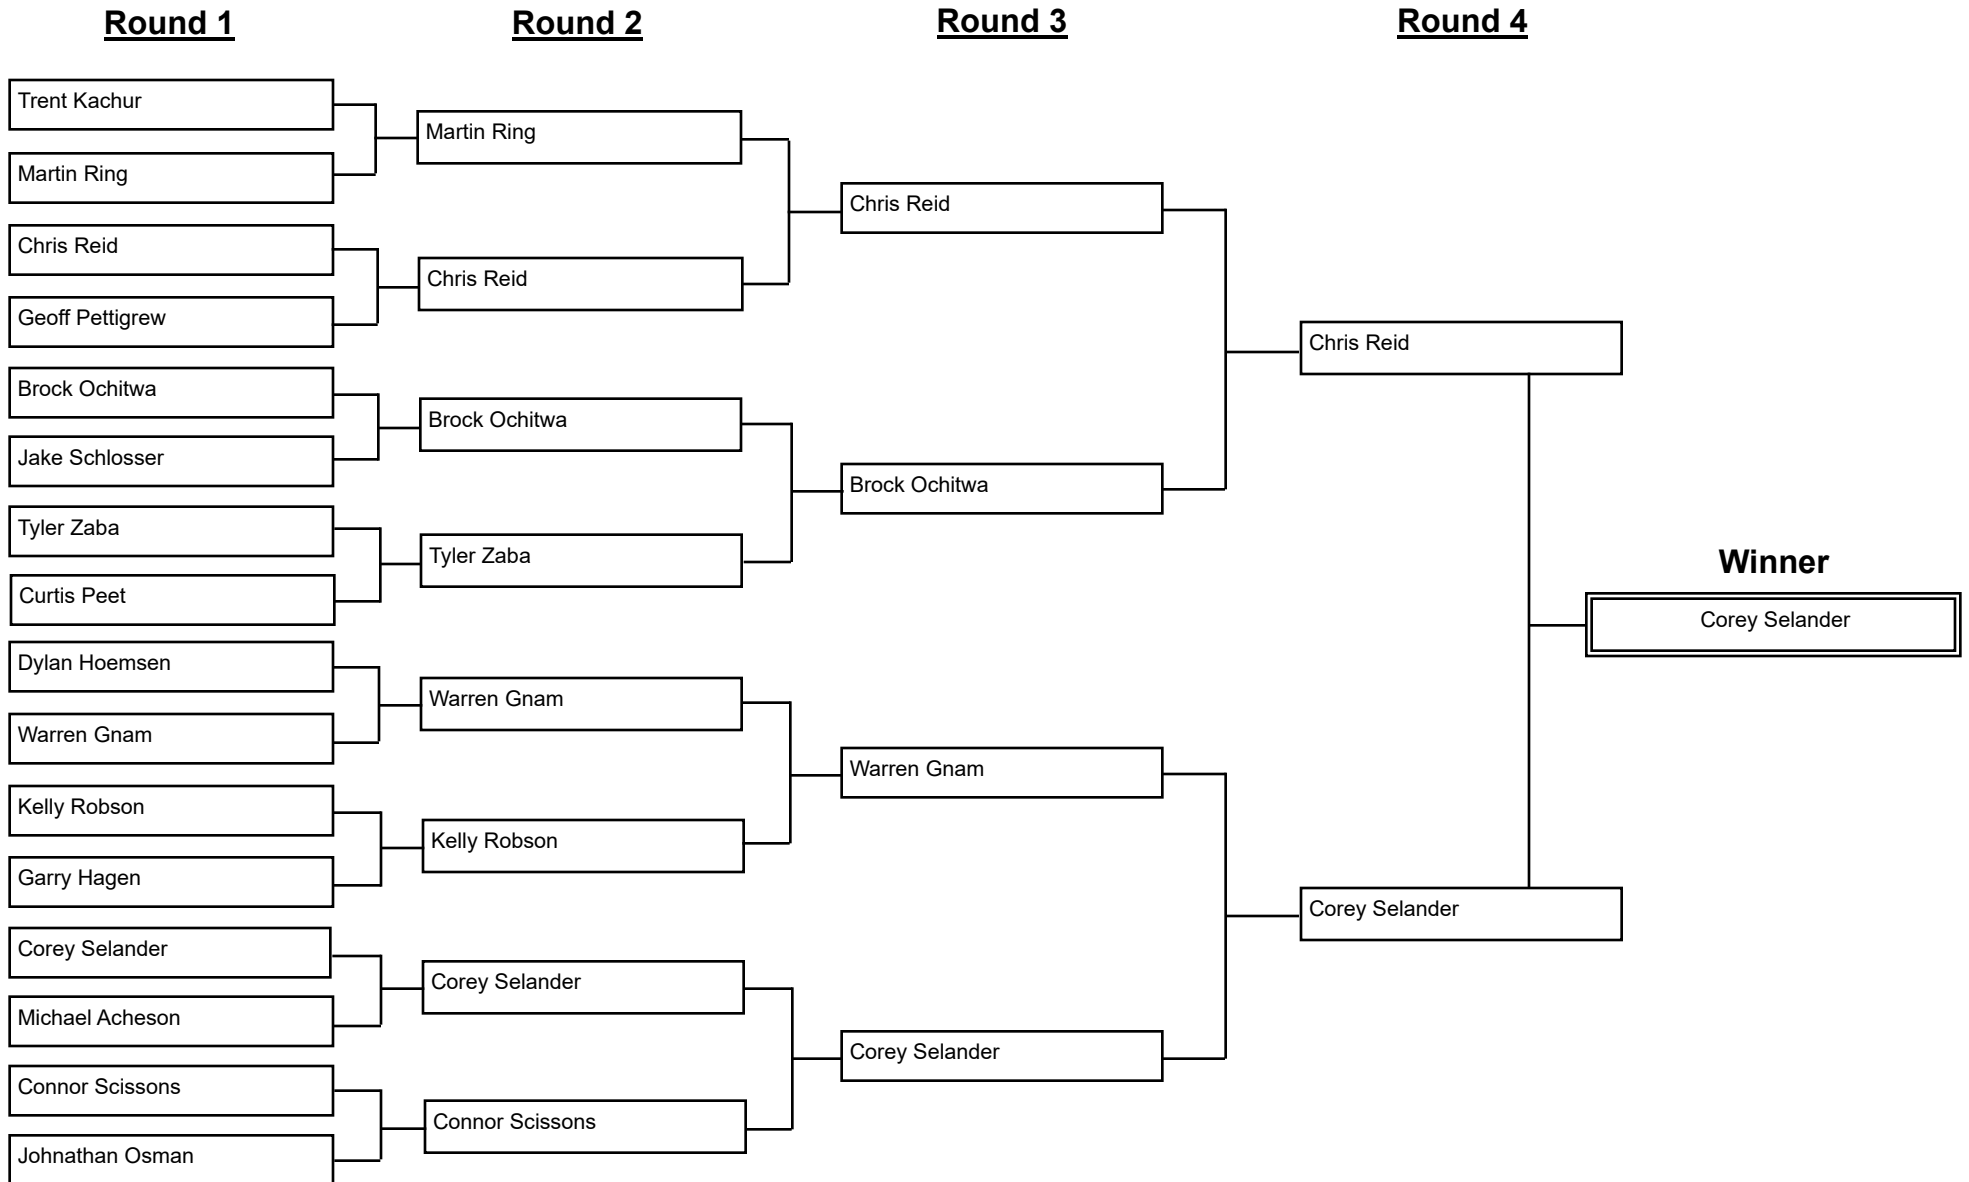 Round 1
Round 2
Round 3
Round 4
Trent Kachur
Martin Ring
Chris Reid
Geoff Pettigrew
Brock Ochitwa
Jake Schlosser
Tyler Zaba
Curtis Peet
Dylan Hoemsen
Warren Gnam
Kelly Robson
Garry Hagen
Corey Selander
Michael Acheson
Connor Scissons
Johnathan Osman
Martin Ring
Chris Reid
Brock Ochitwa
Tyler Zaba
Warren Gnam
Kelly Robson
Corey Selander
Connor Scissons
Chris Reid
Brock Ochitwa
Warren Gnam
Corey Selander
Chris Reid
Corey Selander
Winner
Corey Selander